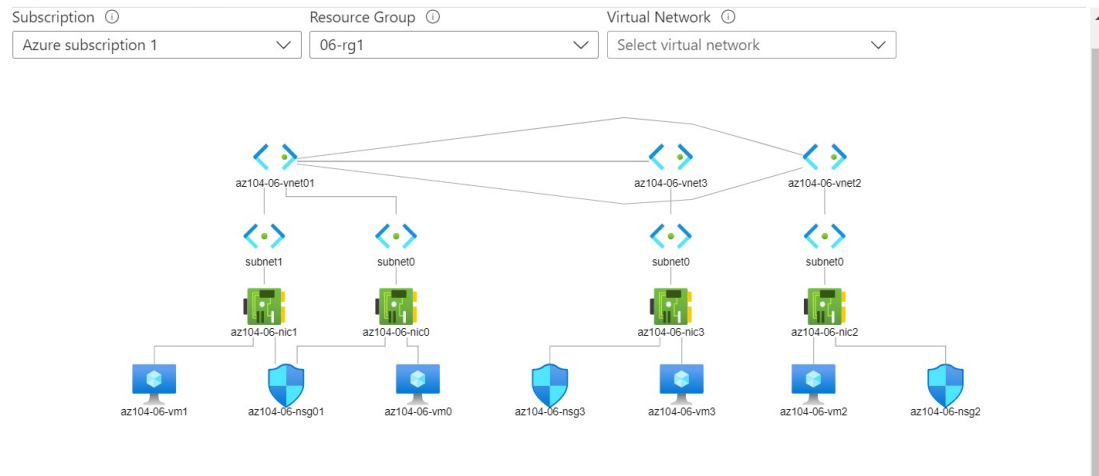 Subscription Resource Group Virtual Network
Azure subscription 1 06-rg1 Select virtual network
az104-06-vnet01 az104-06-vnet3 az104-06-vnet2
subnet1 subnet0 subnet0 subnet0
az104-06-nic1 az104-06-nic0 az104-06-nic3 az104-06-nic2
az104-06-vm1 az104-06-nsg01 az104-06-vm0 az104-06-nsg3 az104-06-vm3 az104-06-vm2 az104-06-nsg2